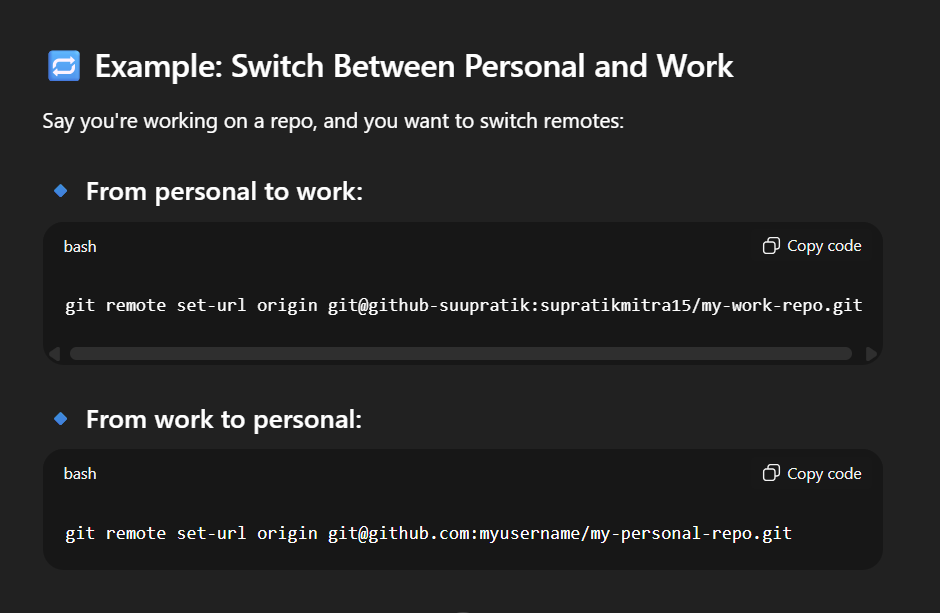 🔁 Example: Switch Between Personal and Work
Say you're working on a repo, and you want to switch remotes:
🔹 From personal to work:
bash
Copy code
git remote set-url origin git@github-suupratik:supratikmitra15/my-work-repo.git
🔹 From work to personal:
bash
Copy code
git remote set-url origin git@github.com:myusername/my-personal-repo.git